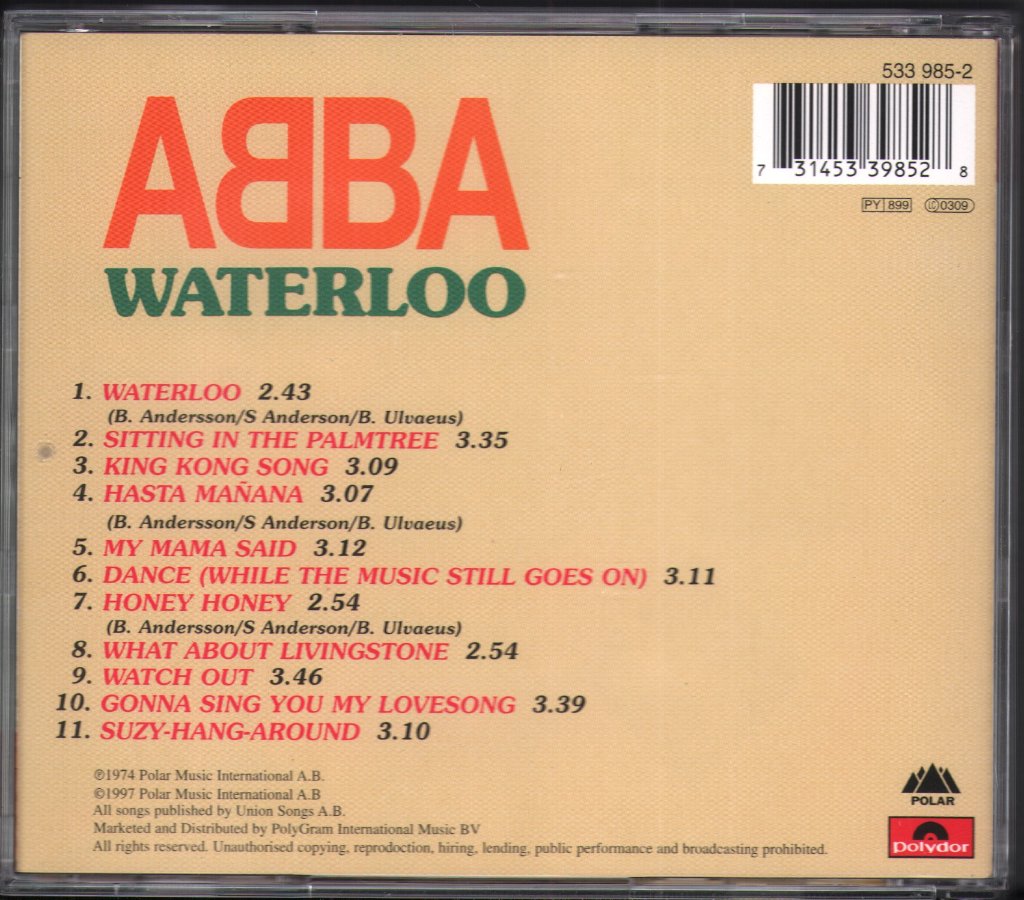 533 985-2
7 31453 39852 8
PY 899 LC 0309
ABBA
WATERLOO
1. WATERLOO 2.43
(B. Andersson/S Anderson/B. Ulvaeus)
2. SITTING IN THE PALMTREE 3.35
3. KING KONG SONG 3.09
4. HASTA MAÑANA 3.07
(B. Andersson/S Anderson/B. Ulvaeus)
5. MY MAMA SAID 3.12
6. DANCE (WHILE THE MUSIC STILL GOES ON) 3.11
7. HONEY HONEY 2.54
(B. Andersson/S Anderson/B. Ulvaeus)
8. WHAT ABOUT LIVINGSTONE 2.54
9. WATCH OUT 3.46
10. GONNA SING YOU MY LOVESONG 3.39
11. SUZY-HANG-AROUND 3.10
℗1974 Polar Music International A.B.
©1997 Polar Music International A.B
All songs published by Union Songs A.B.
Marketed and Distributed by PolyGram International Music BV
All rights reserved. Unauthorised copying, reproduction, hiring, lending, public performance and broadcasting prohibited.
POLAR
polydor